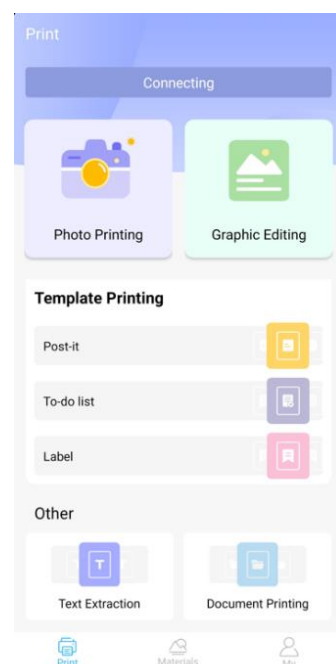 Print
Connecting
Photo Printing
Graphic Editing
Template Printing
Post-it
To-do list
Label
Other
Text Extraction
Document Printing
Print
Materials
My